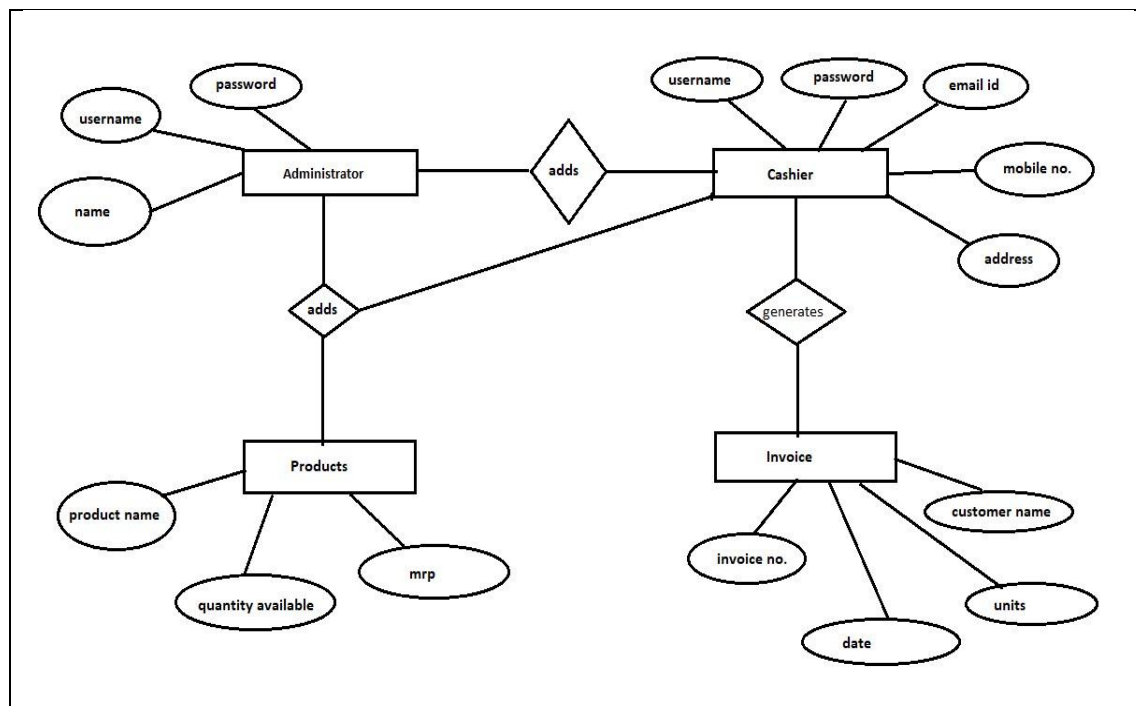 password
username
name
Administrator
adds
username
password
email id
mobile no.
address
Cashier
adds
generates
Products
product name
quantity available
mrp
Invoice
customer name
invoice no.
units
date